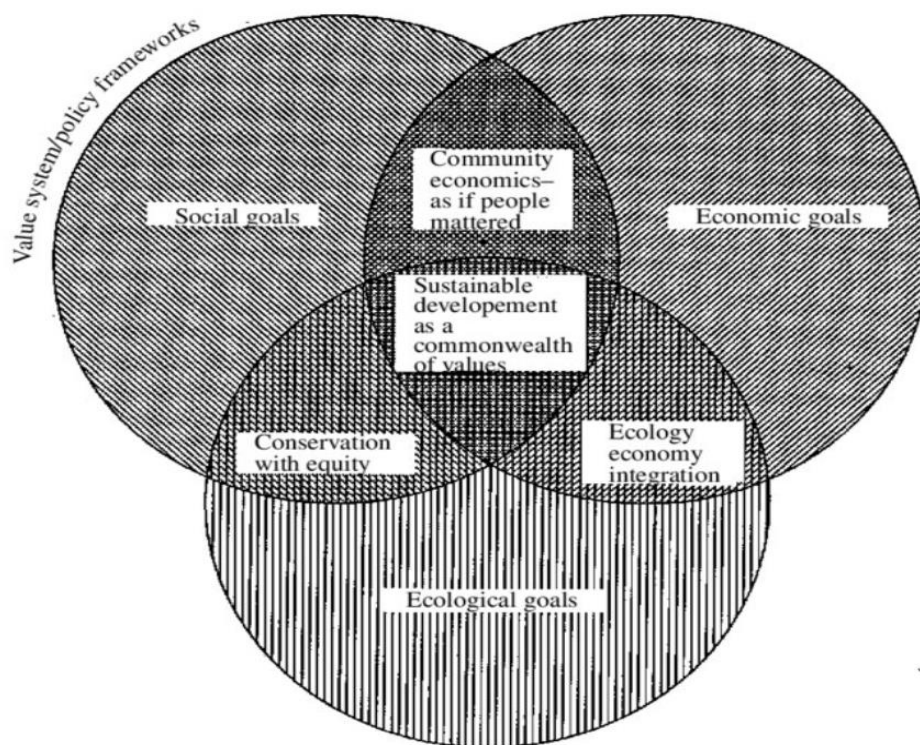 Value system/policy frameworks
Community
economics–
as if people
mattered
Social goals
Economic goals
Sustainable
developement
as a
commonwealth
of values
Conservation
with equity
Ecology
economy
integration
Ecological goals